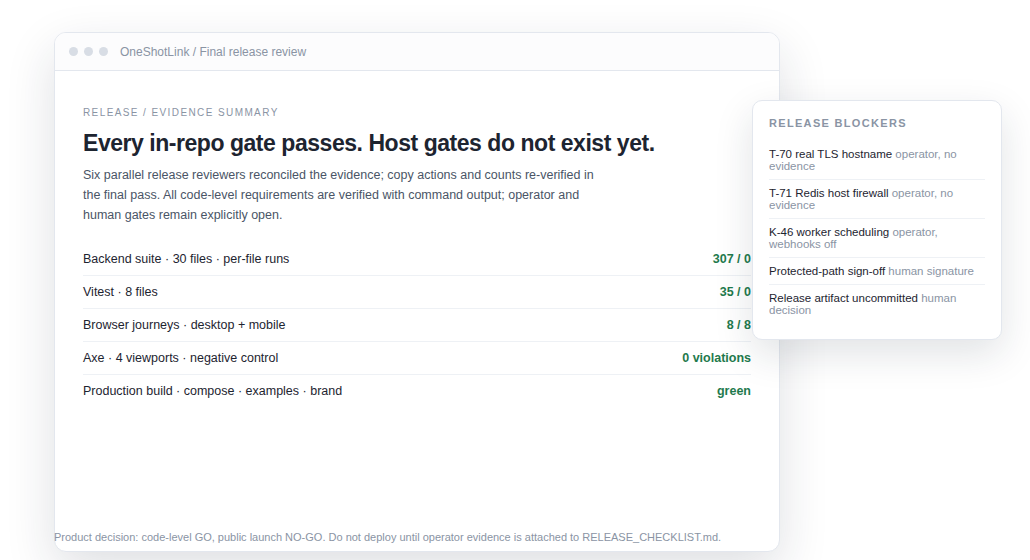 OneShotLink / Final release review
RELEASE / EVIDENCE SUMMARY
Every in-repo gate passes. Host gates do not exist yet.
Six parallel release reviewers reconciled the evidence; copy actions and counts re-verified in
the final pass. All code-level requirements are verified with command output; operator and
human gates remain explicitly open.
Backend suite · 30 files · per-file runs 307 / 0
Vitest · 8 files 35 / 0
Browser journeys · desktop + mobile 8 / 8
Axe · 4 viewports · negative control 0 violations
Production build · compose · examples · brand green
RELEASE BLOCKERS
T-70 real TLS hostname operator, no
evidence
T-71 Redis host firewall operator, no
evidence
K-46 worker scheduling operator,
webhooks off
Protected-path sign-off human signature
Release artifact uncommitted human
decision
Product decision: code-level GO, public launch NO-GO. Do not deploy until operator evidence is attached to RELEASE_CHECKLIST.md.